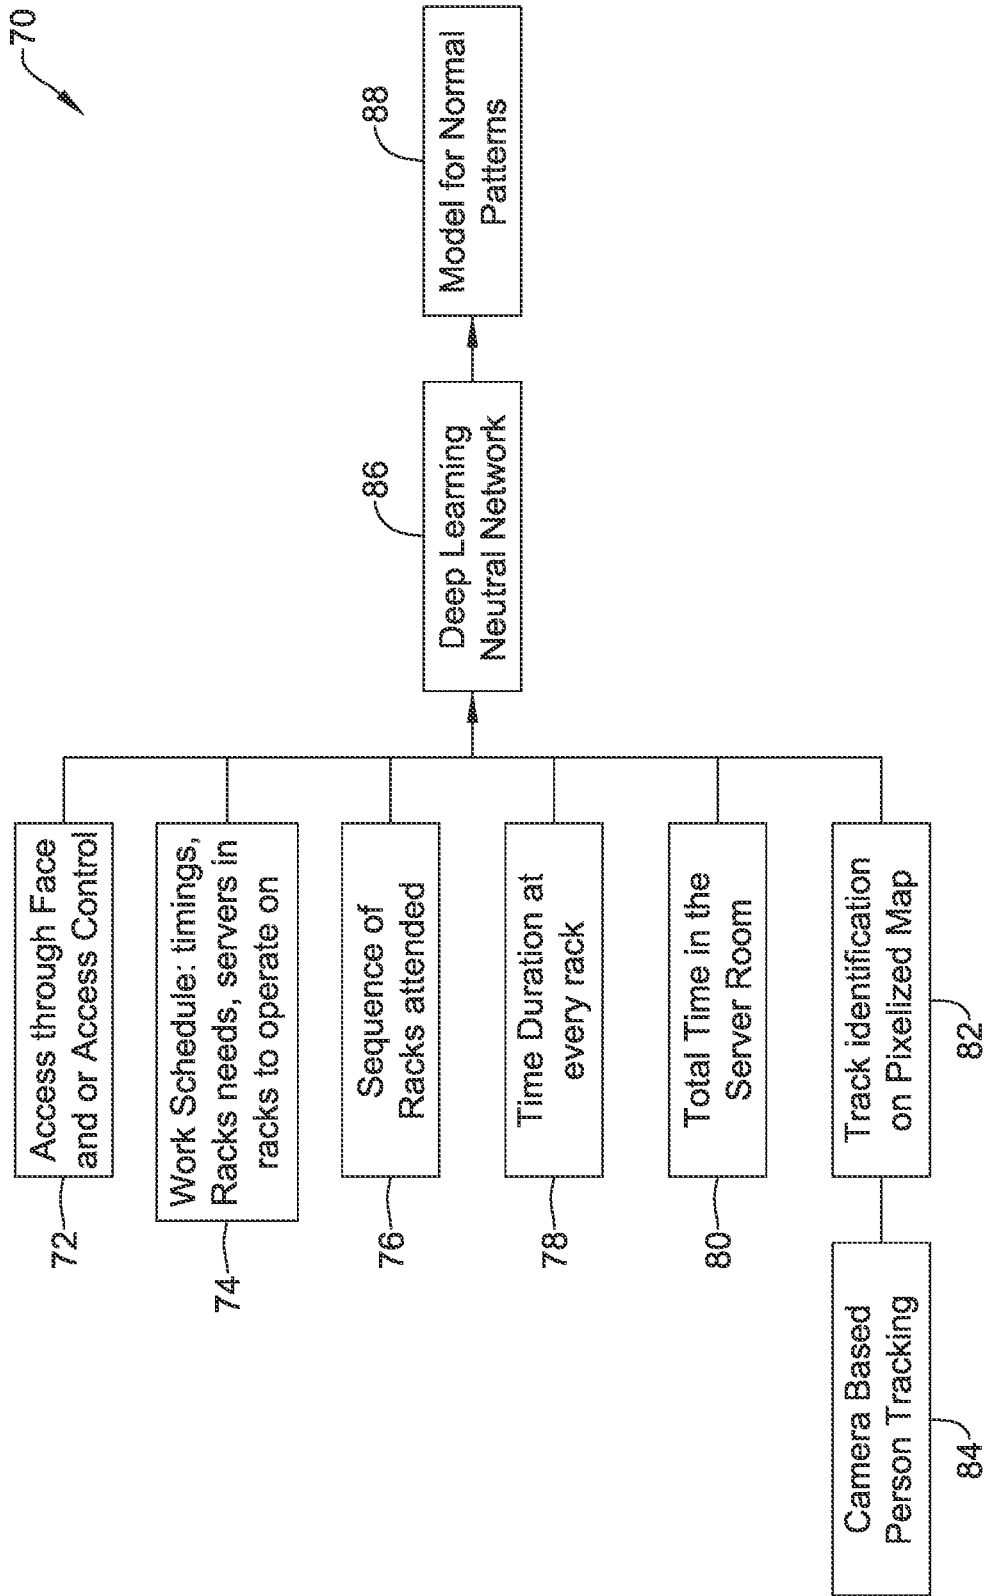 70
Access through Face
and or Access Control
72
Work Schedule: timings,
Racks needs, servers in
racks to operate on
74
Sequence of
Racks attended
76
Time Duration at
every rack
78
Total Time in the
Server Room
80
Track identification
on Pixelized Map
82
Camera Based
Person Tracking
84
Deep Learning
Neutral Network
86
Model for Normal
Patterns
88